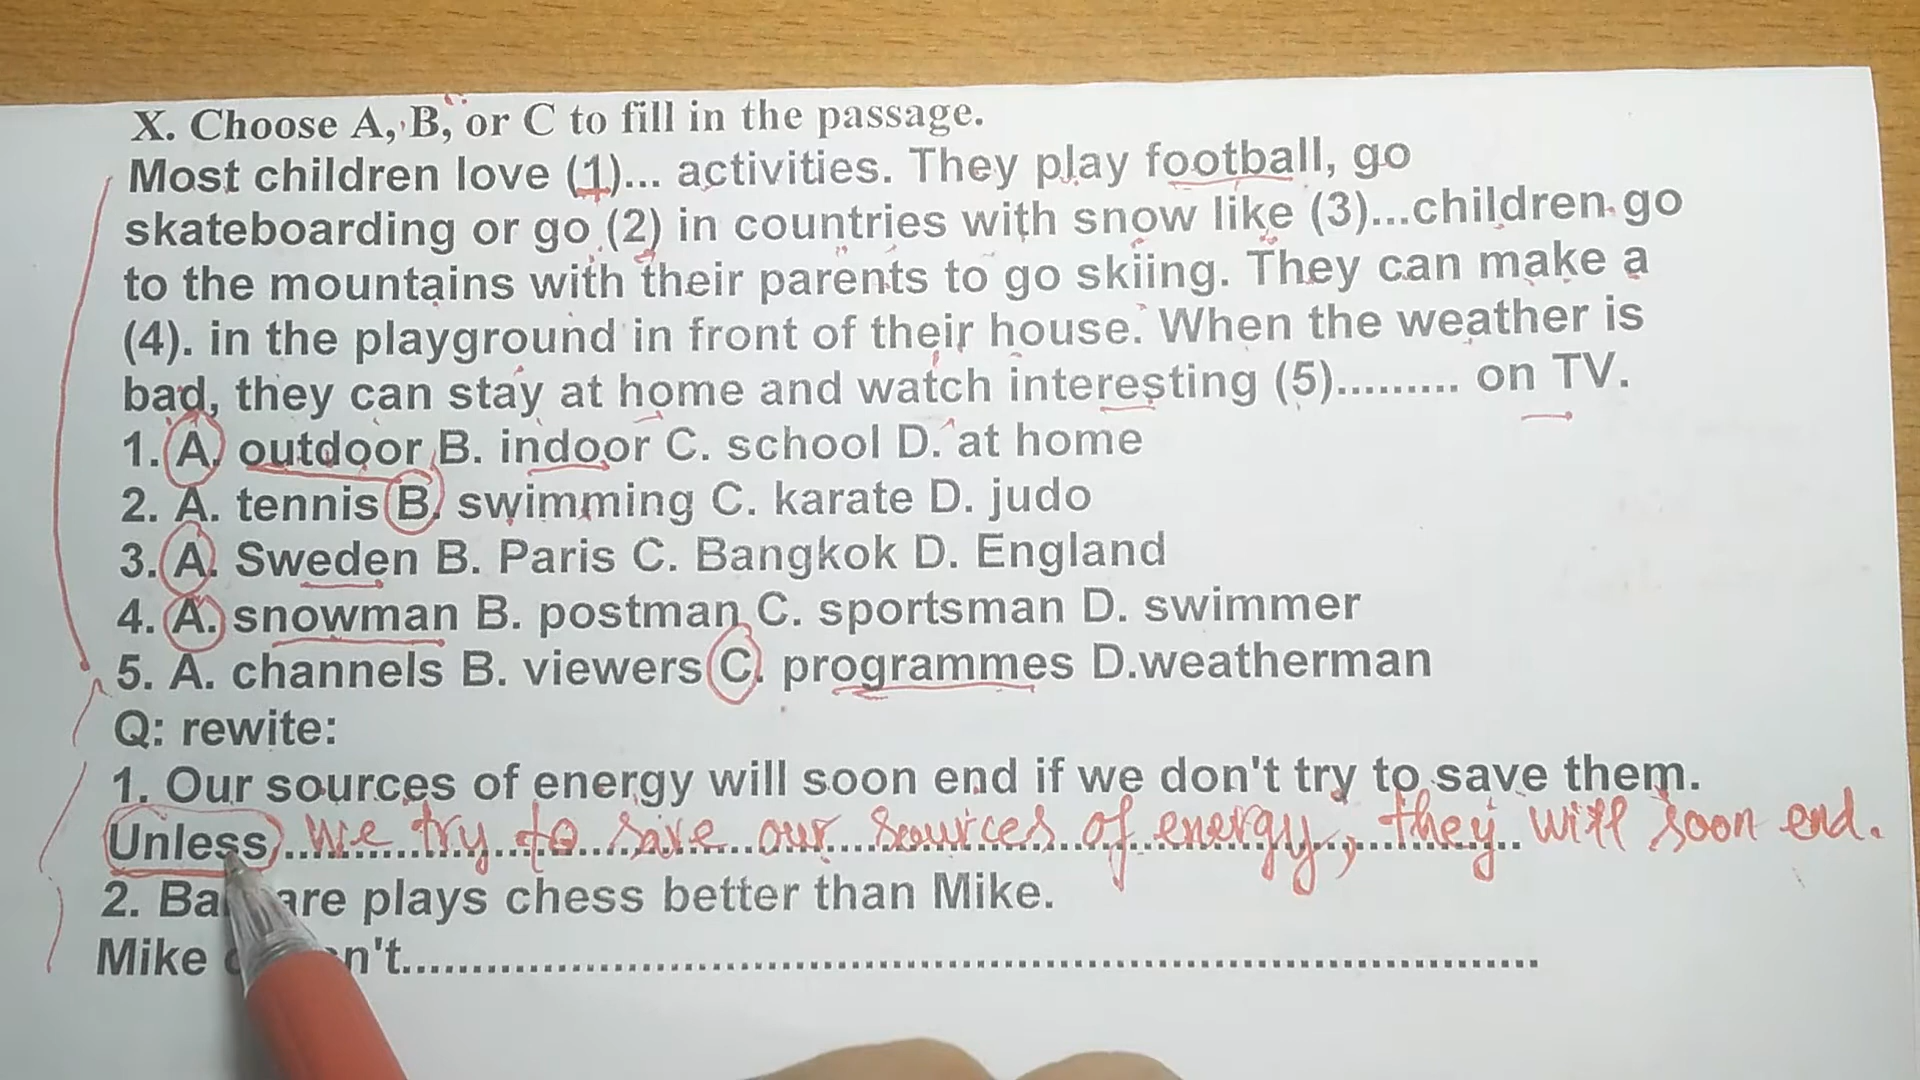 X. Choose A, B, or C to fill in the passage.
Most children love (1)... activities. They play football, go
skateboarding or go (2) in countries with snow like (3)...children go
to the mountains with their parents to go skiing. They can make a
(4). in the playground in front of their house. When the weather is
bad, they can stay at home and watch interesting (5)......... on TV.
1. A. outdoor B. indoor C. school D. at home
2. A. tennis B. swimming C. karate D. judo
3. A. Sweden B. Paris C. Bangkok D. England
4. A. snowman B. postman C. sportsman D. swimmer
5. A. channels B. viewers C. programmes D.weatherman
Q: rewite:
1. Our sources of energy will soon end if we don't try to save them.
Unless we try to save our sources of energy, they will soon end.
2. plays chess better than Mike.
Mike